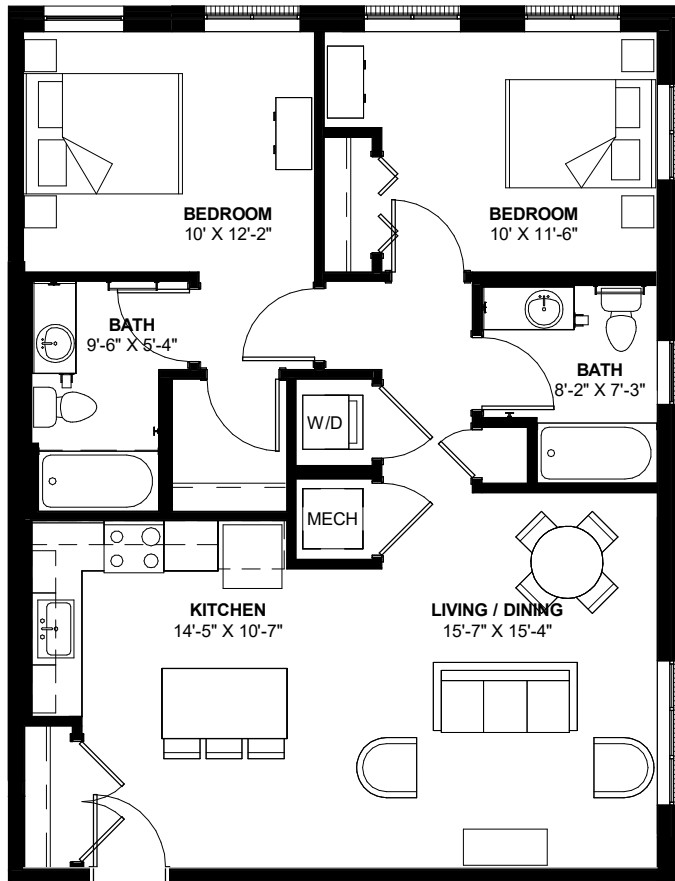 BEDROOM
10' X 12'-2"
BEDROOM
10' X 11'-6"
BATH
9'-6" X 5'-4"
BATH
8'-2" X 7'-3"
W/D
MECH
KITCHEN
14'-5" X 10'-7"
LIVING / DINING
15'-7" X 15'-4"